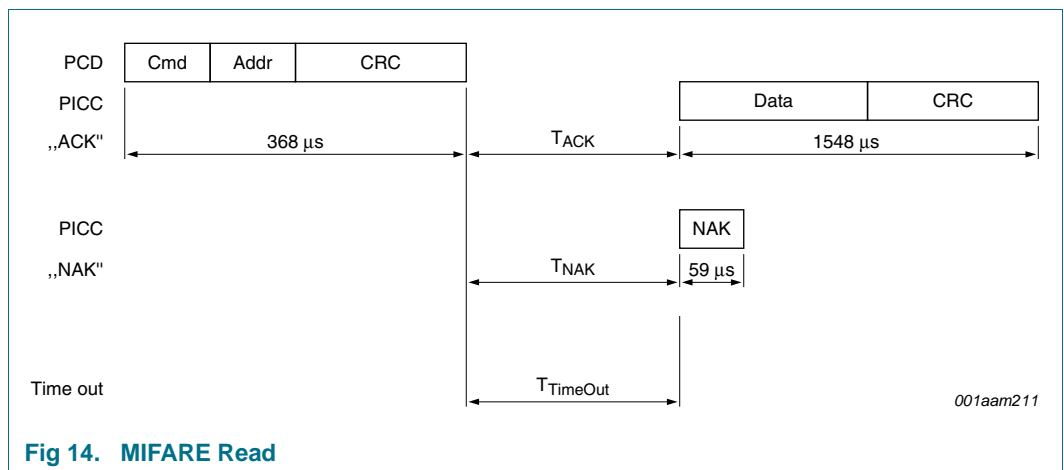 PCD Cmd Addr CRC
PICC Data CRC
,,ACK" 368 µs TACK 1548 µs
PICC NAK
,,NAK" TNAK 59 µs
Time out TTimeOut 001aam211
Fig 14. MIFARE Read